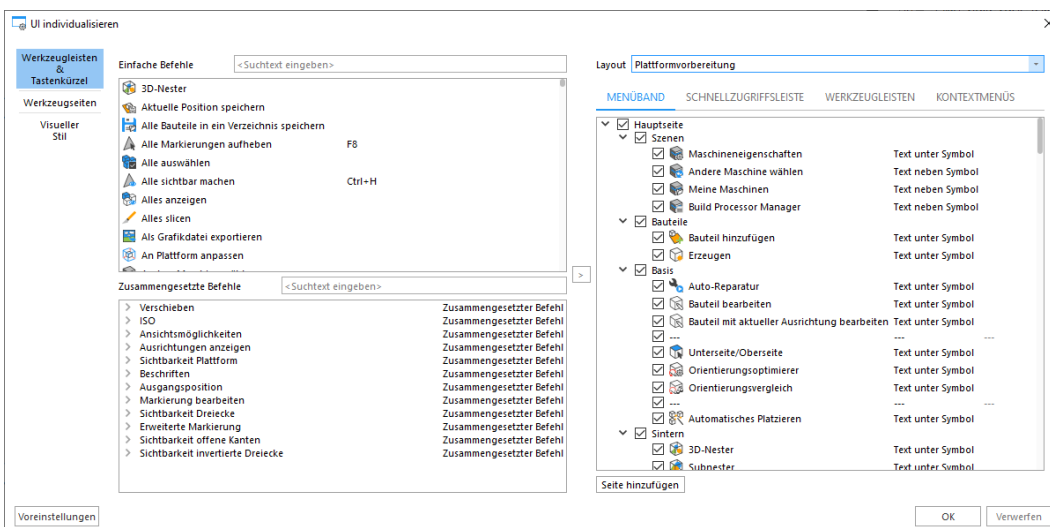 UI individualisieren
Werkzeugleisten
&
Tastenkürzel
Werkzeugseiten
Visueller
Stil
Einfache Befehle <Suchtext eingeben>
3D-Nester
Aktuelle Position speichern
Alle Bauteile in ein Verzeichnis speichern
Alle Markierungen aufheben F8
Alle auswählen
Alle sichtbar machen Ctrl+H
Alles anzeigen
Alles slicen
Als Grafikdatei exportieren
An Plattform anpassen
Zusammengesetzte Befehle <Suchtext eingeben>
> Verschieben Zusammengesetzter Befehl
> ISO Zusammengesetzter Befehl
> Ansichtsmöglichkeiten Zusammengesetzter Befehl
> Ausrichtungen anzeigen Zusammengesetzter Befehl
> Sichtbarkeit Plattform Zusammengesetzter Befehl
> Beschriften Zusammengesetzter Befehl
> Ausgangsposition Zusammengesetzter Befehl
> Markierung bearbeiten Zusammengesetzter Befehl
> Sichtbarkeit Dreiecke Zusammengesetzter Befehl
> Erweiterte Markierung Zusammengesetzter Befehl
> Sichtbarkeit offene Kanten Zusammengesetzter Befehl
> Sichtbarkeit invertierte Dreiecke Zusammengesetzter Befehl
>
Layout Plattformvorbereitung
MENÜBAND SCHNELLZUGRIFFSLEISTE WERKZEUGLEISTEN KONTEXTMENÜS
Hauptseite
Szenen
Maschineneigenschaften Text unter Symbol
Andere Maschine wählen Text neben Symbol
Meine Maschinen Text neben Symbol
Build Processor Manager Text neben Symbol
Bauteile
Bauteil hinzufügen Text unter Symbol
Erzeugen Text unter Symbol
Basis
Auto-Reparatur Text unter Symbol
Bauteil bearbeiten Text unter Symbol
Bauteil mit aktueller Ausrichtung bearbeiten Text unter Symbol
--- --- ---
Unterseite/Oberseite Text unter Symbol
Orientierungsoptimierer Text unter Symbol
Orientierungsvergleich Text unter Symbol
--- --- ---
Automatisches Platzieren Text unter Symbol
Sintern
3D-Nester Text unter Symbol
Subnester Text unter Symbol
Seite hinzufügen
Voreinstellungen OK Verwerfen